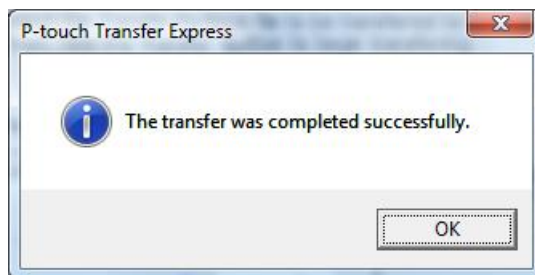 P-touch Transfer Express
The transfer was completed successfully.
OK